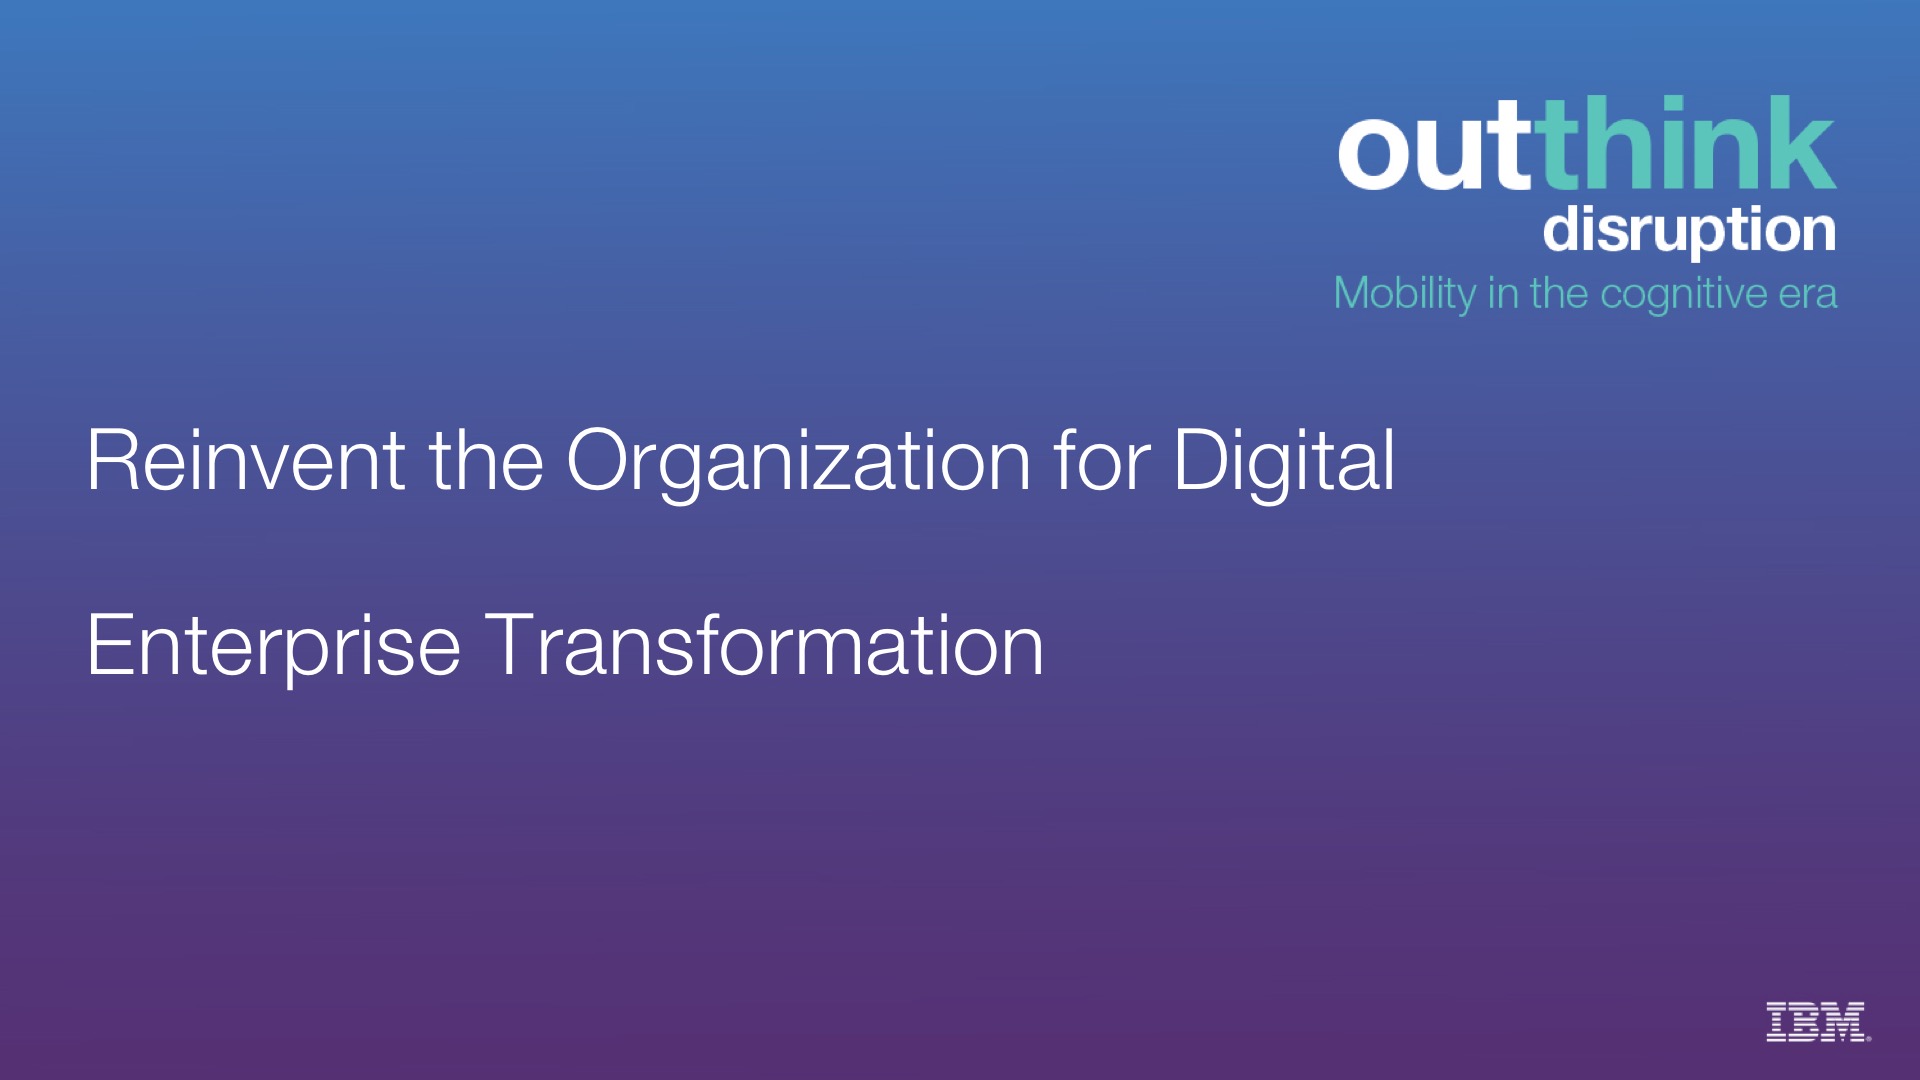 outthink
disruption
Mobility in the cognitive era
Reinvent the Organization for Digital
Enterprise Transformation
IBM®